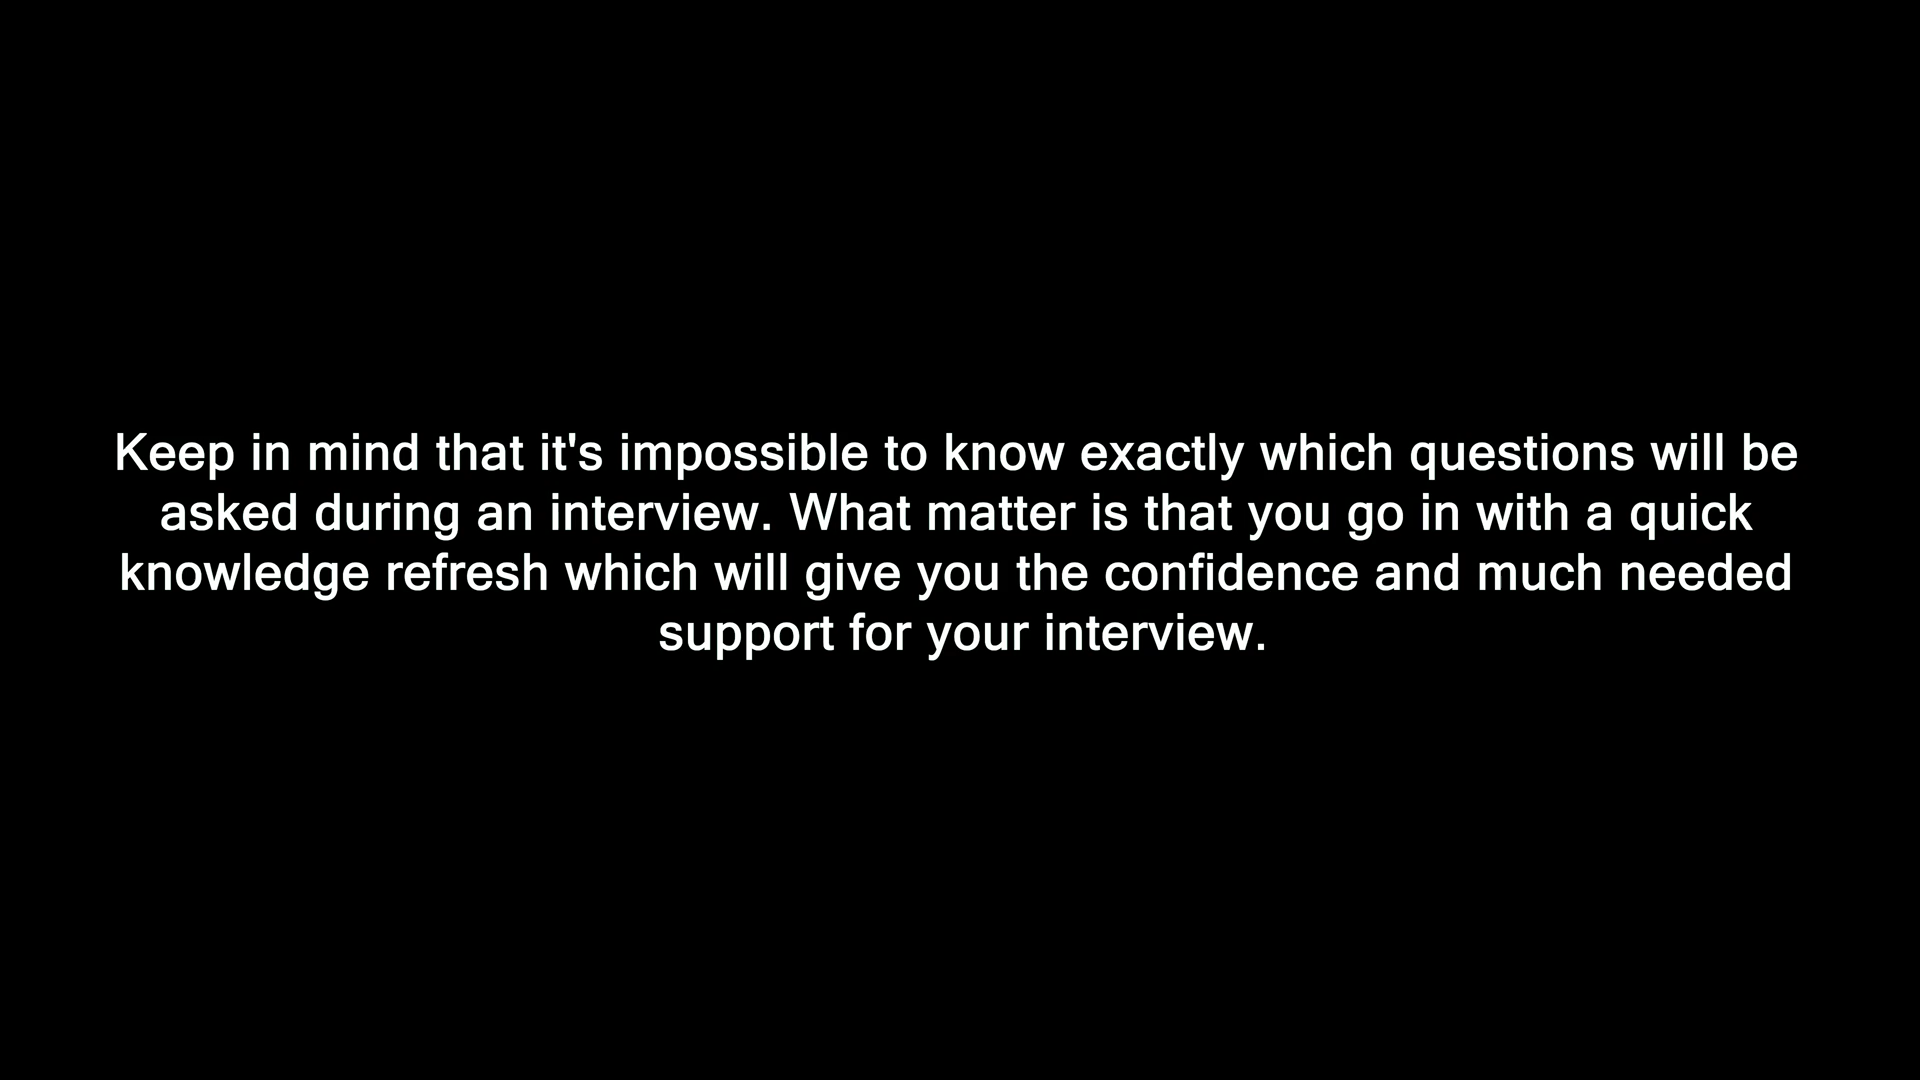 Keep in mind that it's impossible to know exactly which questions will be
asked during an interview. What matter is that you go in with a quick
knowledge refresh which will give you the confidence and much needed
support for your interview.